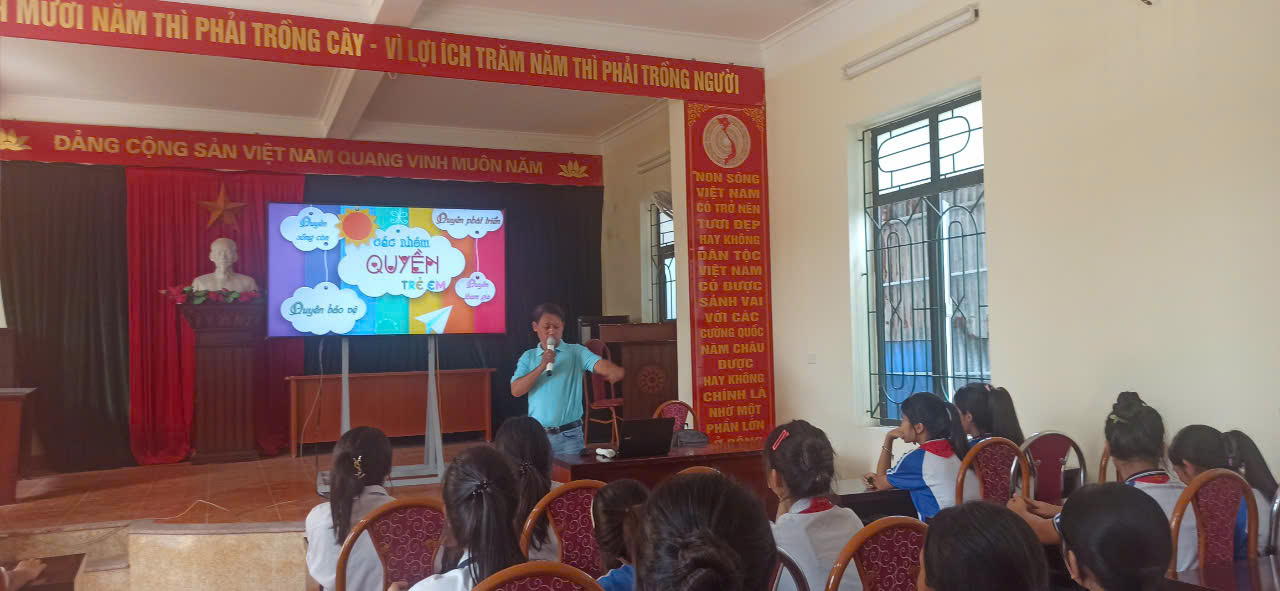 MƯỜI NĂM THÌ PHẢI TRỒNG CÂY - VÌ LỢI ÍCH TRĂM NĂM THÌ PHẢI TRỒNG NGƯỜI
ĐẢNG CỘNG SẢN VIỆT NAM QUANG VINH MUÔN NĂM
Quyền
sống còn
Quyền phát triển
các nhóm
QUYỀN
TRẺ EM
Quyền
tham gia
Quyền bảo vệ
NON SÔNG
VIỆT NAM
CÓ TRỞ NÊN
TƯƠI ĐẸP
HAY KHÔNG
DÂN TỘC
VIỆT NAM
CÓ ĐƯỢC
SÁNH VAI
VỚI CÁC
CƯỜNG QUỐC
NĂM CHÂU
ĐƯỢC
HAY KHÔNG
CHÍNH LÀ
NHỜ MỘT
PHẦN LỚN